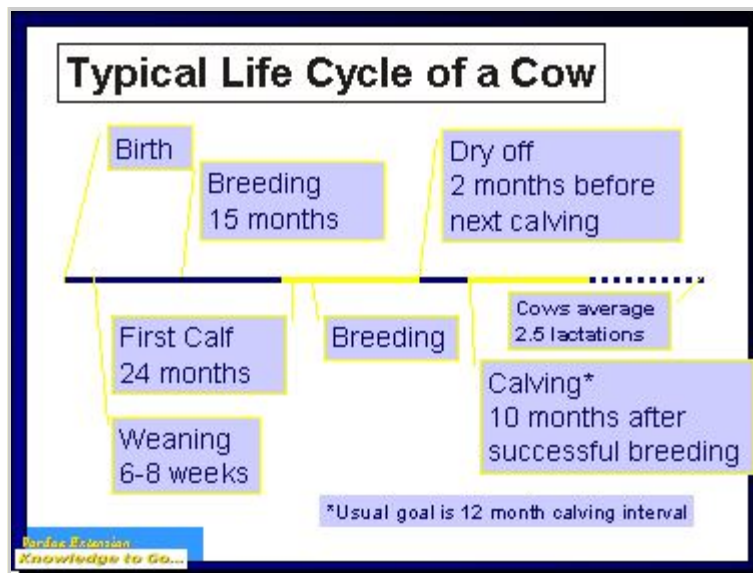 Typical Life Cycle of a Cow
Birth
Breeding
15 months
Dry off
2 months before
next calving
First Calf
24 months
Breeding
Cows average
2.5 lactations
Calving*
10 months after
successful breeding
Weaning
6-8 weeks
*Usual goal is 12 month calving interval
Purdue Extension
Knowledge to Go...